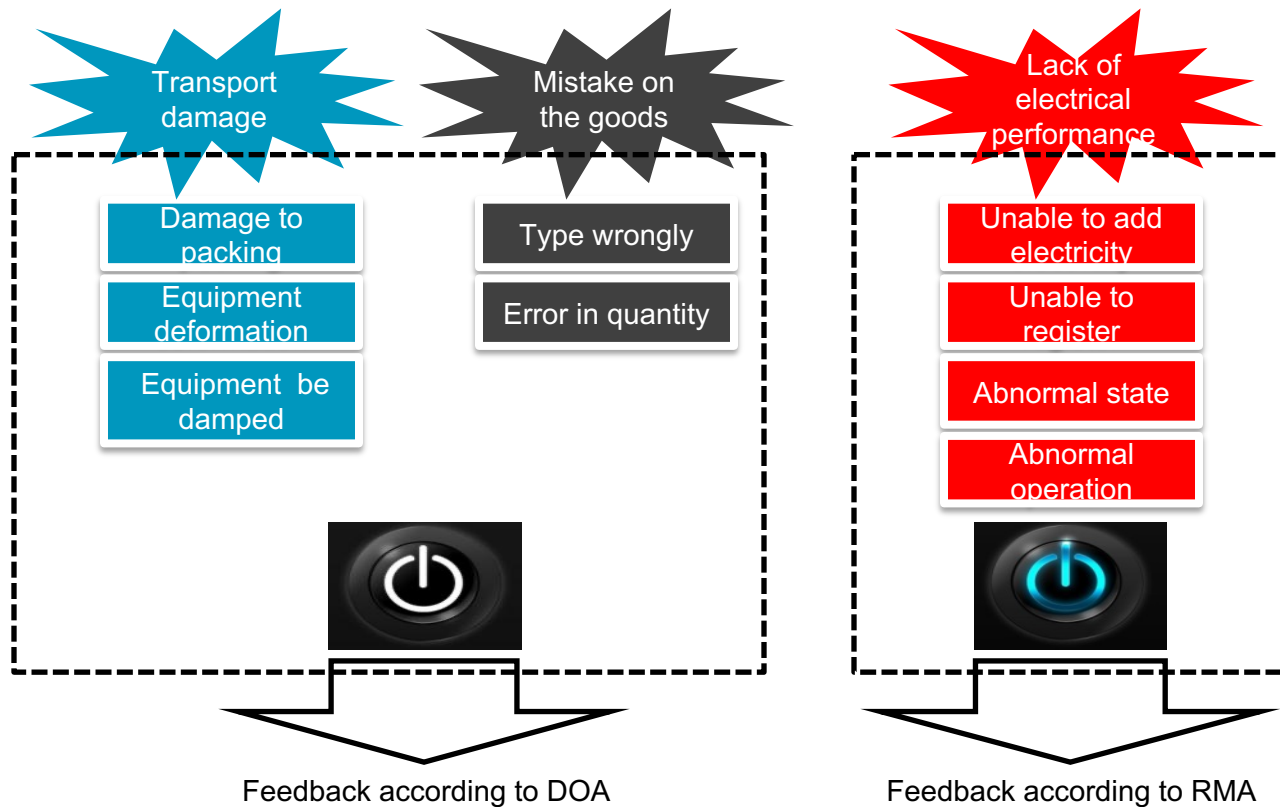 Transport
damage
Mistake on
the goods
Lack of
electrical
performance
Damage to
packing
Equipment
deformation
Equipment be
damped
Type wrongly
Error in quantity
Unable to add
electricity
Unable to
register
Abnormal state
Abnormal
operation
Feedback according to DOA
Feedback according to RMA